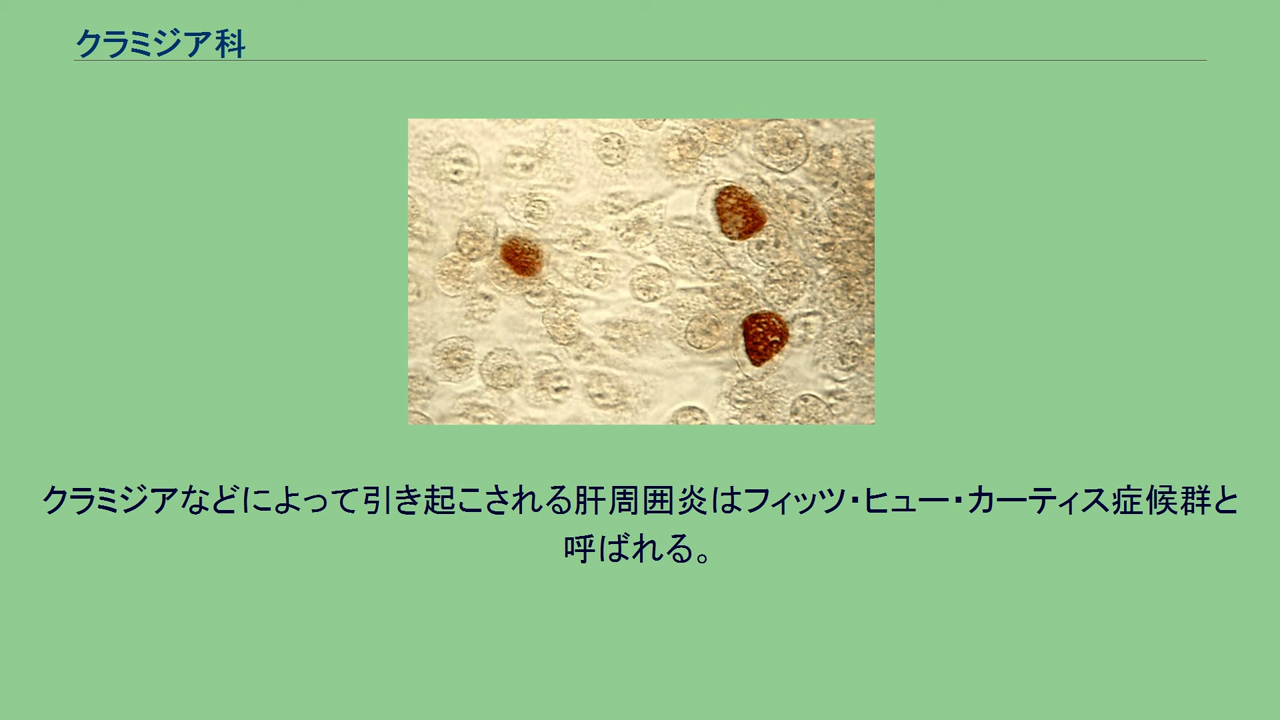 クラミジア科
クラミジアなどによって引き起こされる肝周囲炎はフィッツ・ヒュー・カーティス症候群と
呼ばれる。